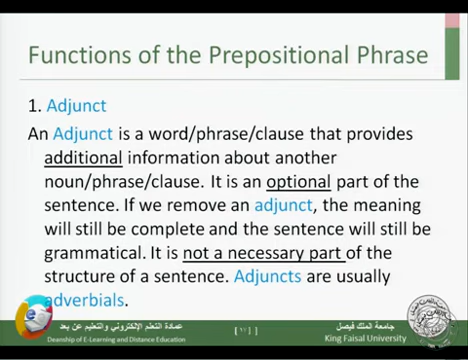 Functions of the Prepositional Phrase
1. Adjunct
An Adjunct is a word/phrase/clause that provides
additional information about another
noun/phrase/clause. It is an optional part of the
sentence. If we remove an adjunct, the meaning
will still be complete and the sentence will still be
grammatical. It is not a necessary part of the
structure of a sentence. Adjuncts are usually
adverbials.
عمادة التعلم الإلكتروني والتعليم عن بعد
Deanship of E-Learning and Distance Education
جامعة الملك فيصل
King Faisal University